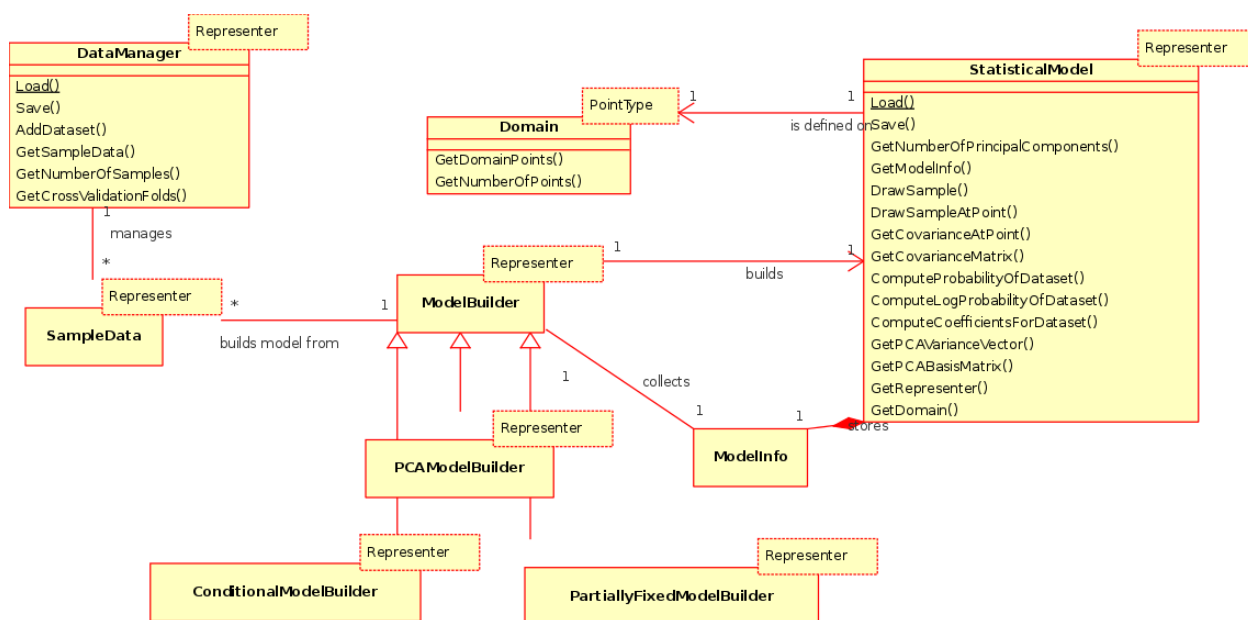 Representer
DataManager
Load()
Save()
AddDataset()
GetSampleData()
GetNumberOfSamples()
GetCrossValidationFolds()
1
manages
*
Representer
SampleData
*
1
builds model from
PointType
Domain
GetDomainPoints()
GetNumberOfPoints()
1
1
is defined on
Representer
StatisticalModel
Load()
Save()
GetNumberOfPrincipalComponents()
GetModelInfo()
DrawSample()
DrawSampleAtPoint()
GetCovarianceAtPoint()
GetCovarianceMatrix()
ComputeProbabilityOfDataset()
ComputeLogProbabilityOfDataset()
ComputeCoefficientsForDataset()
GetPCAVarianceVector()
GetPCABasisMatrix()
GetRepresenter()
GetDomain()
Representer
ModelBuilder
1
1
builds
1
collects
1
1
stores
ModelInfo
Representer
PCAModelBuilder
Representer
ConditionalModelBuilder
Representer
PartiallyFixedModelBuilder